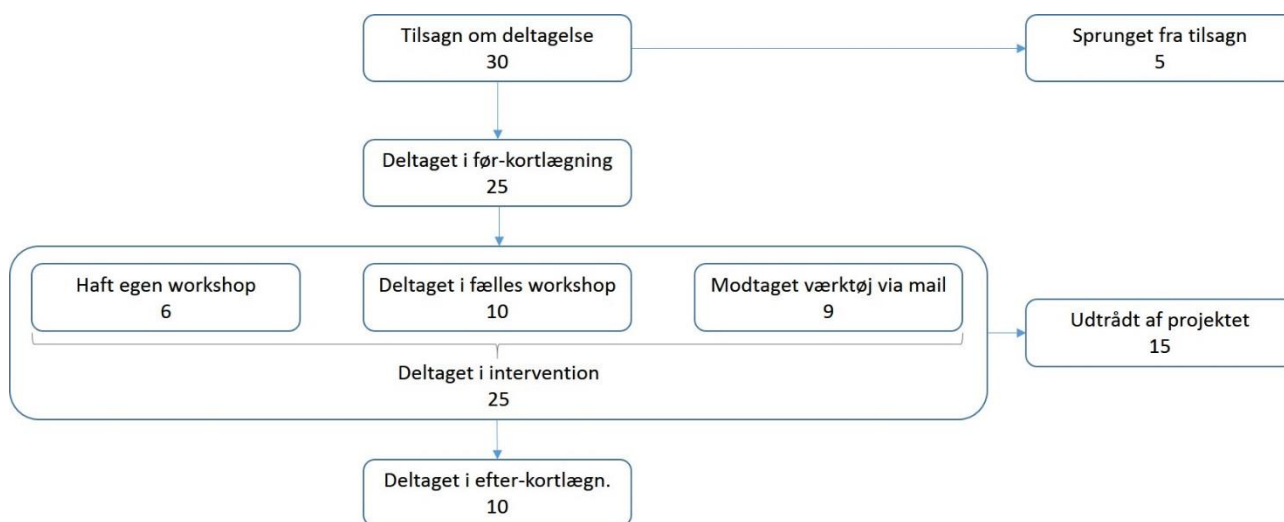 Tilsagn om deltagelse
30
Sprunget fra tilsagn
5
Deltaget i før-kortlægning
25
Haft egen workshop
6
Deltaget i fælles workshop
10
Modtaget værktøj via mail
9
Udtrådt af projektet
15
Deltaget i intervention
25
Deltaget i efter-kortlægn.
10